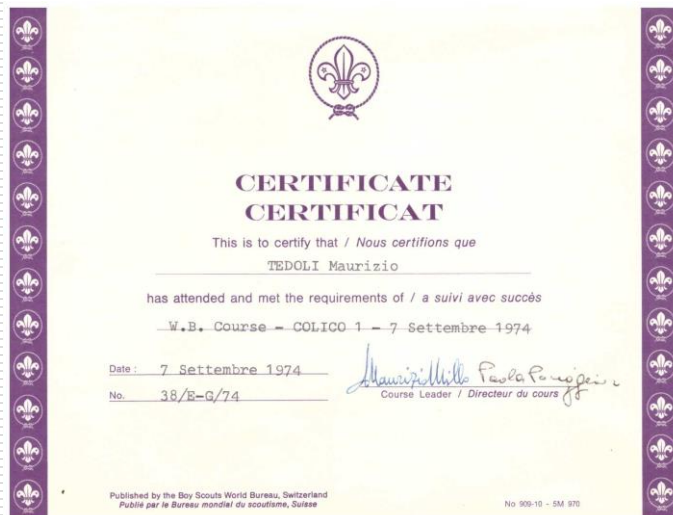 CERTIFICATE
CERTIFICAT
This is to certify that / Nous certifions que
TEDOLI Maurizio
has attended and met the requirements of / a suivi avec succès
W.B. Course - COLICO 1 - 7 Settembre 1974
Date : 7 Settembre 1974
No. 38/E-G/74
Course Leader / Directeur du cours
Published by the Boy Scouts World Bureau, Switzerland
Publié par le Bureau mondial du scoutisme, Suisse
No 909-10 - 5M 970